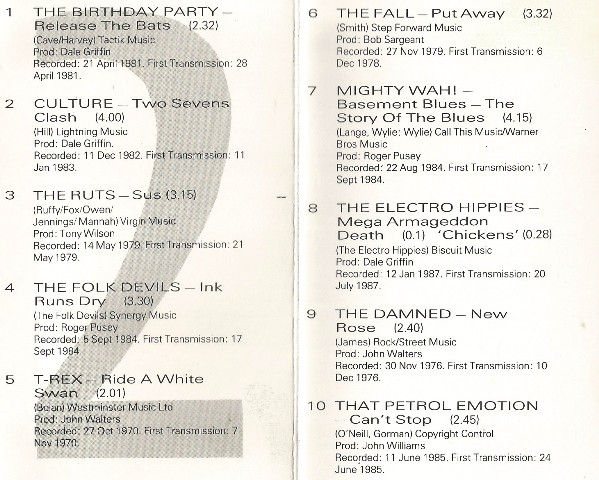 1 THE BIRTHDAY PARTY –
Release The Bats (2.32)
(Cave/Harvey) Tactik Music
Prod: Dale Griffin
Recorded: 21 April 1981. First Transmission: 28
April 1981.
2 CULTURE – Two Sevens
Clash (4.00)
(Hill) Lightning Music
Prod: Dale Griffin.
Recorded: 11 Dec 1982. First Transmission: 11
Jan 1983.
3 THE RUTS – Sus (3.15)
(Ruffy/Fox/Owen/
Jennings/Mannah) Virgin Music
Prod: Tony Wilson
Recorded: 14 May 1979. First Transmission: 21
May 1979.
4 THE FOLK DEVILS – Ink
Runs Dry (3.30)
(The Folk Devils) Synergy Music
Prod: Roger Pusey
Recorded: 5 Sept 1984. First Transmission: 17
Sept 1984
5 T-REX – Ride A White
Swan (2.01)
(Bolan) Westminster Music Ltd
Prod: John Walters
Recorded: 27 Oct 1970. First Transmission: 7
Nov 1970.
6 THE FALL – Put Away (3.32)
(Smith) Step Forward Music
Prod: Bob Sargeant
Recorded: 27 Nov 1979. First Transmission: 6
Dec 1978.
7 MIGHTY WAH! –
Basement Blues – The
Story Of The Blues (4.15)
(Lange, Wylie: Wylie) Call This Music/Warner
Bros Music
Prod: Roger Pusey
Recorded: 22 Aug 1984. First Transmission: 17
Sept 1984.
8 THE ELECTRO HIPPIES –
Mega Armageddon
Death (0.1) 'Chickens' (0.28)
(The Electro Hippies) Biscuit Music
Prod: Dale Griffin
Recorded: 12 Jan 1987. First Transmission: 20
July 1987.
9 THE DAMNED – New
Rose (2.40)
(James) Rock/Street Music
Prod: John Walters
Recorded: 30 Nov 1976. First Transmission: 10
Dec 1976.
10 THAT PETROL EMOTION
Can't Stop (2.45)
(O'Neill, Gorman) Copyright Control
Prod: John Williams
Recorded: 11 June 1985. First Transmission: 24
June 1985.
2